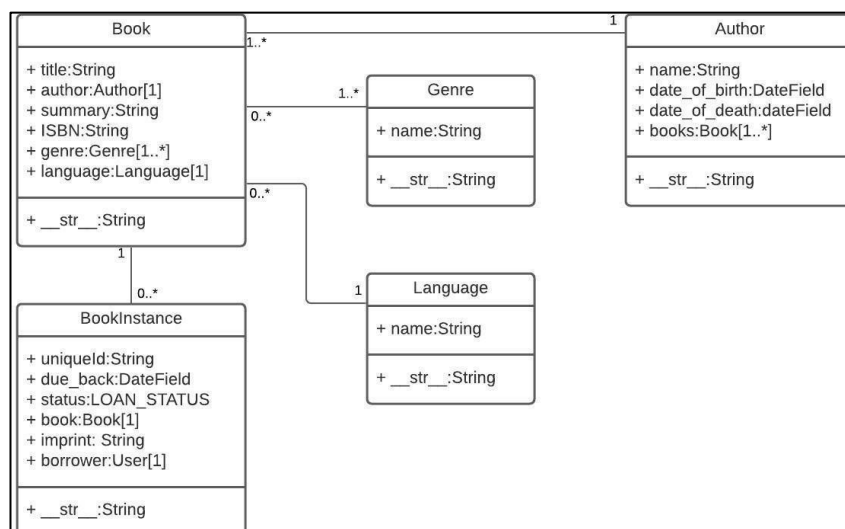 Book
+ title:String
+ author:Author[1]
+ summary:String
+ ISBN:String
+ genre:Genre[1..*]
+ language:Language[1]
+ __str__:String
1..*
1
0..*
1..*
0..*
1
1
0..*
Genre
+ name:String
+ __str__:String
Author
+ name:String
+ date_of_birth:DateField
+ date_of_death:dateField
+ books:Book[1..*]
+ __str__:String
Language
+ name:String
+ __str__:String
BookInstance
+ uniqueId:String
+ due_back:DateField
+ status:LOAN_STATUS
+ book:Book[1]
+ imprint: String
+ borrower:User[1]
+ __str__:String